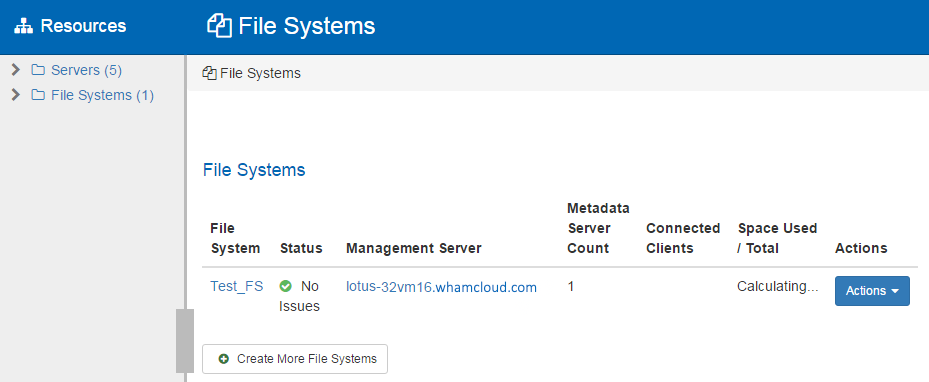 Resources
File Systems
Servers (5)
File Systems (1)
File Systems
File Systems
File System Status Management Server Metadata Server Count Connected Clients Space Used / Total Actions
Test_FS No Issues lotus-32vm16.whamcloud.com 1 Calculating... Actions
Create More File Systems